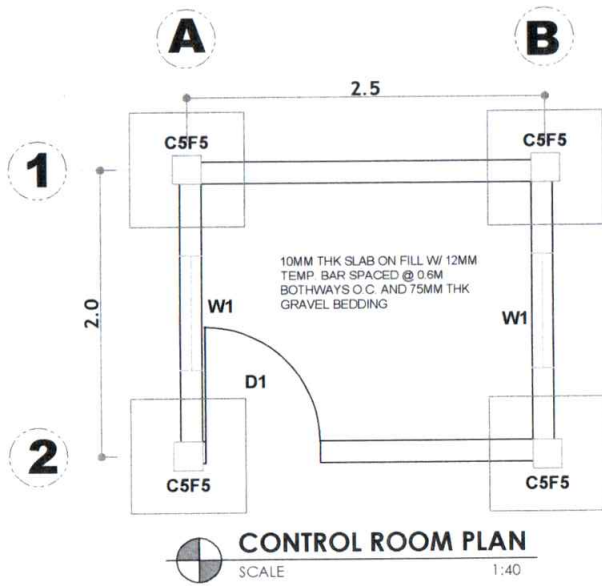 A
B
2.5
C5F5
C5F5
1
10MM THK SLAB ON FILL W/ 12MM
TEMP. BAR SPACED @ 0.6M
BOTHWAYS O.C. AND 75MM THK
GRAVEL BEDDING
2.0
W1
W1
D1
2
C5F5
C5F5
CONTROL ROOM PLAN
SCALE
1:40